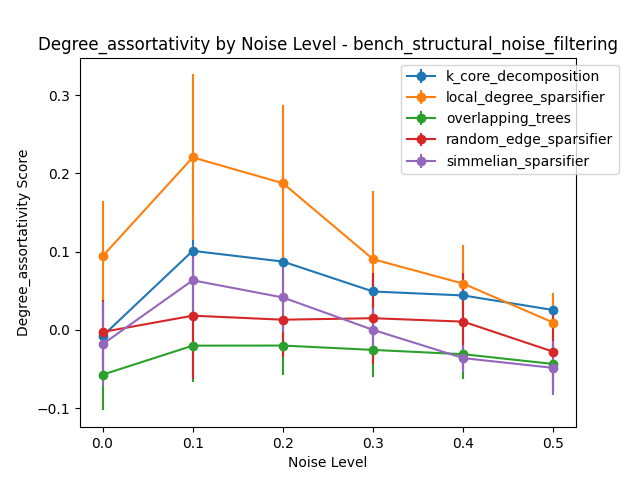 Degree_assortativity by Noise Level - bench_structural_noise_filtering
k_core_decomposition
local_degree_sparsifier
overlapping_trees
random_edge_sparsifier
simmelian_sparsifier
Degree_assortativity Score
0.3
0.2
0.1
0.0
−0.1
0.0 0.1 0.2 0.3 0.4 0.5
Noise Level